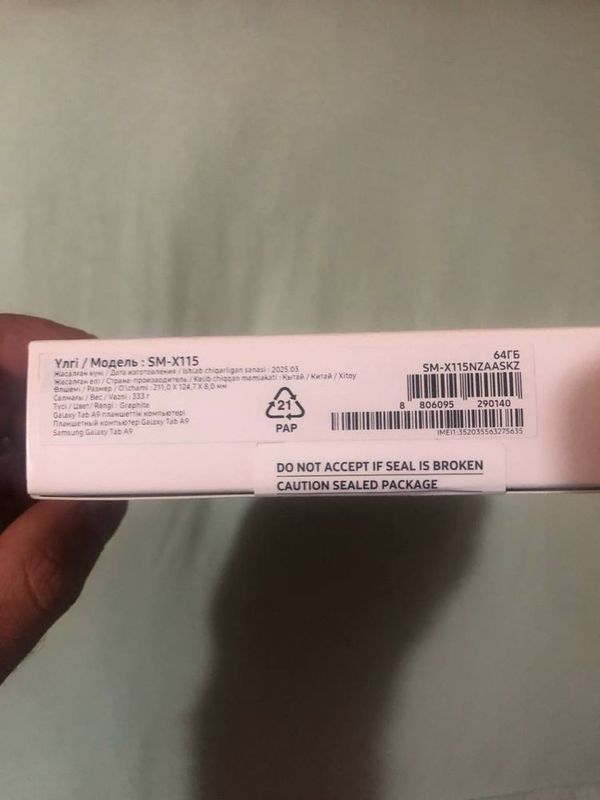 Үлгі / Модель : SM-X115
Жасалған күні / Дата изготовления / Ishlab chiqarilgan sanasi : 2025.03
Жасалған елі / Страна-производитель / Kelib chiqqan mamlakati : Қытай / Китай / Xitoy
Өлшемі / Размер / O'lchami : 211,0 X 124,7 X 8,0 мм
Салмағы / Вес / Vazni : 333 г
Түсі / Цвет/ Rangi : Graphite
Galaxy Tab A9 планшеттік компьютері
Планшетный компьютер Galaxy Tab A9
Samsung Galaxy Tab A9
21
PAP
64ГБ
SM-X115NZAASKZ
8 806095 290140
IMEI1:352035563275635
DO NOT ACCEPT IF SEAL IS BROKEN
CAUTION SEALED PACKAGE